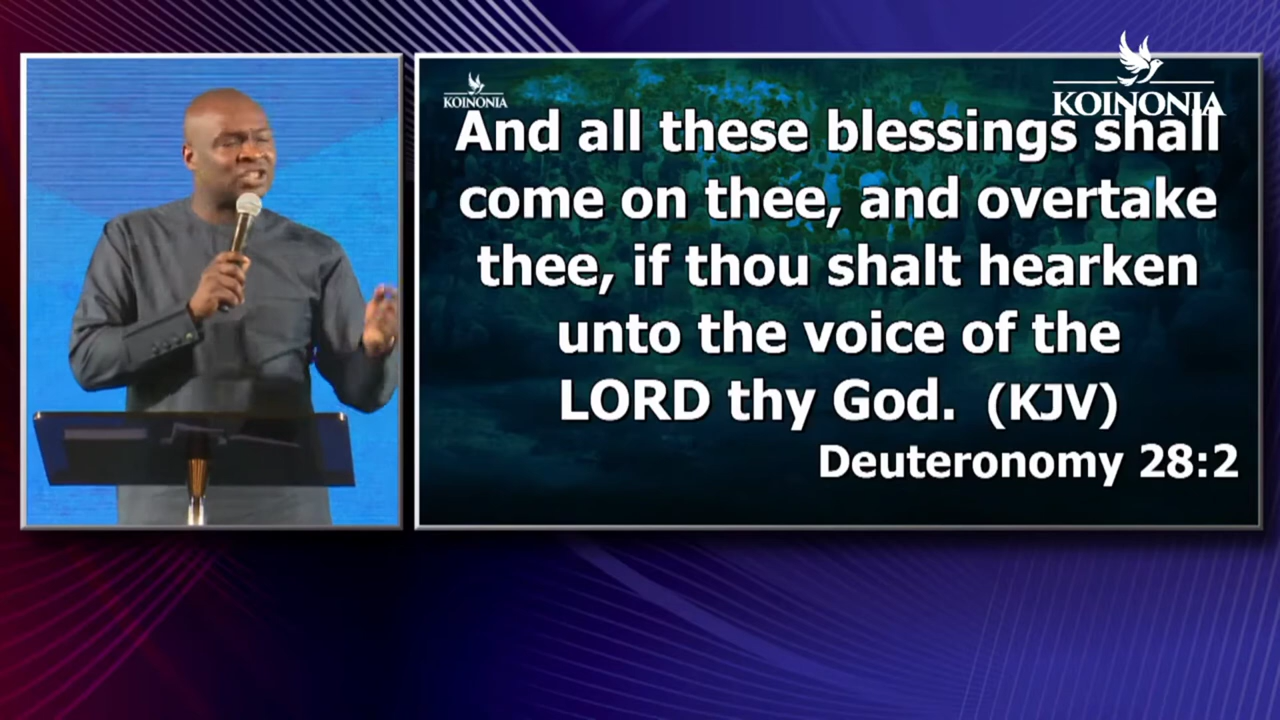 KOINONIA
KOINONIA
And all these blessings shall
come on thee, and overtake
thee, if thou shalt hearken
unto the voice of the
LORD thy God.  (KJV)
Deuteronomy 28:2